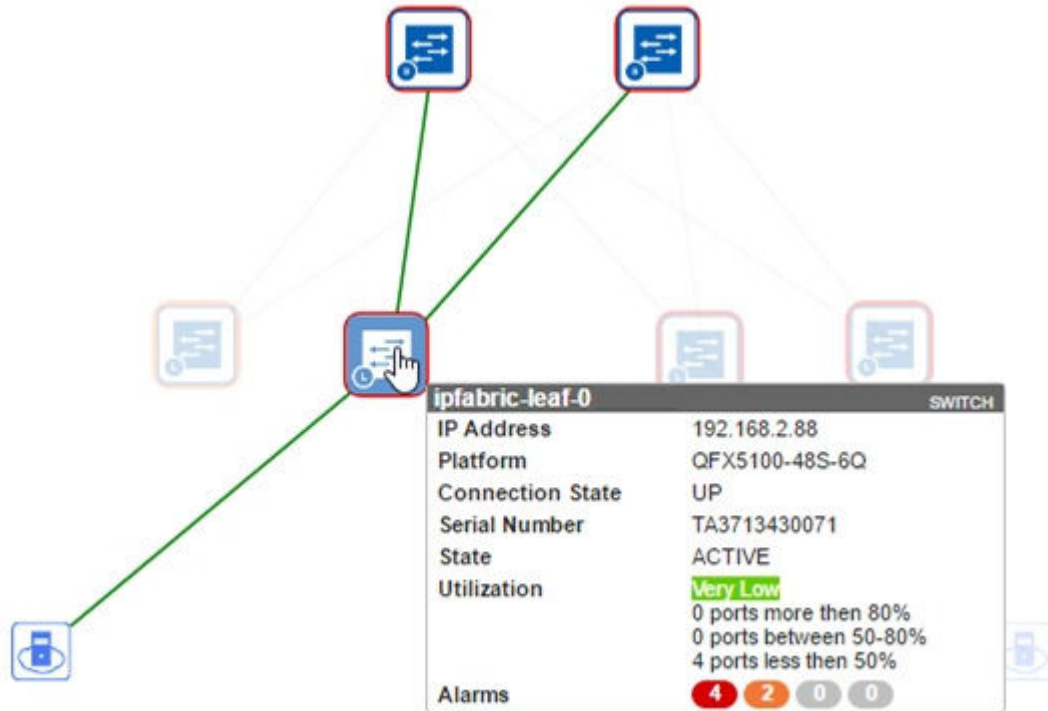 ipfabric-leaf-0 SWITCH
IP Address 192.168.2.88
Platform QFX5100-48S-6Q
Connection State UP
Serial Number TA3713430071
State ACTIVE
Utilization Very Low
0 ports more then 80%
0 ports between 50-80%
4 ports less then 50%
Alarms 4 2 0 0